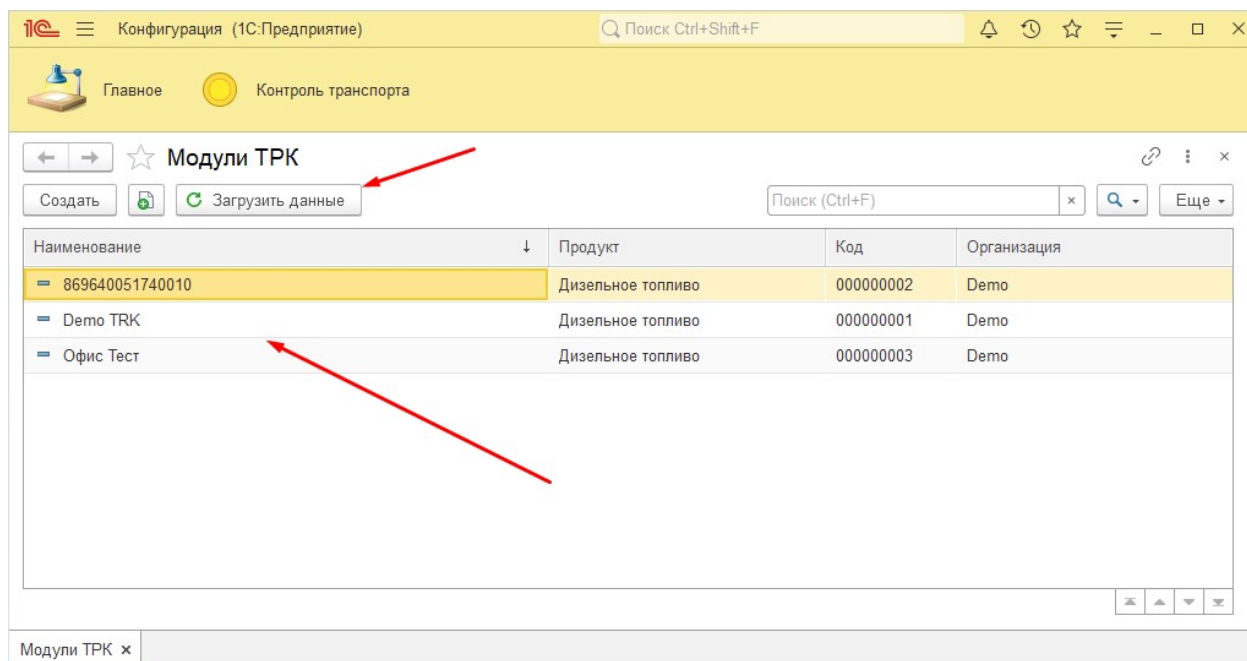 1С Конфигурация (1С:Предприятие) Поиск Ctrl+Shift+F
Главное Контроль транспорта
Модули ТРК
Создать Загрузить данные Поиск (Ctrl+F) Еще
Наименование Продукт Код Организация
869640051740010 Дизельное топливо 000000002 Demo
Demo TRK Дизельное топливо 000000001 Demo
Офис Тест Дизельное топливо 000000003 Demo
Модули ТРК